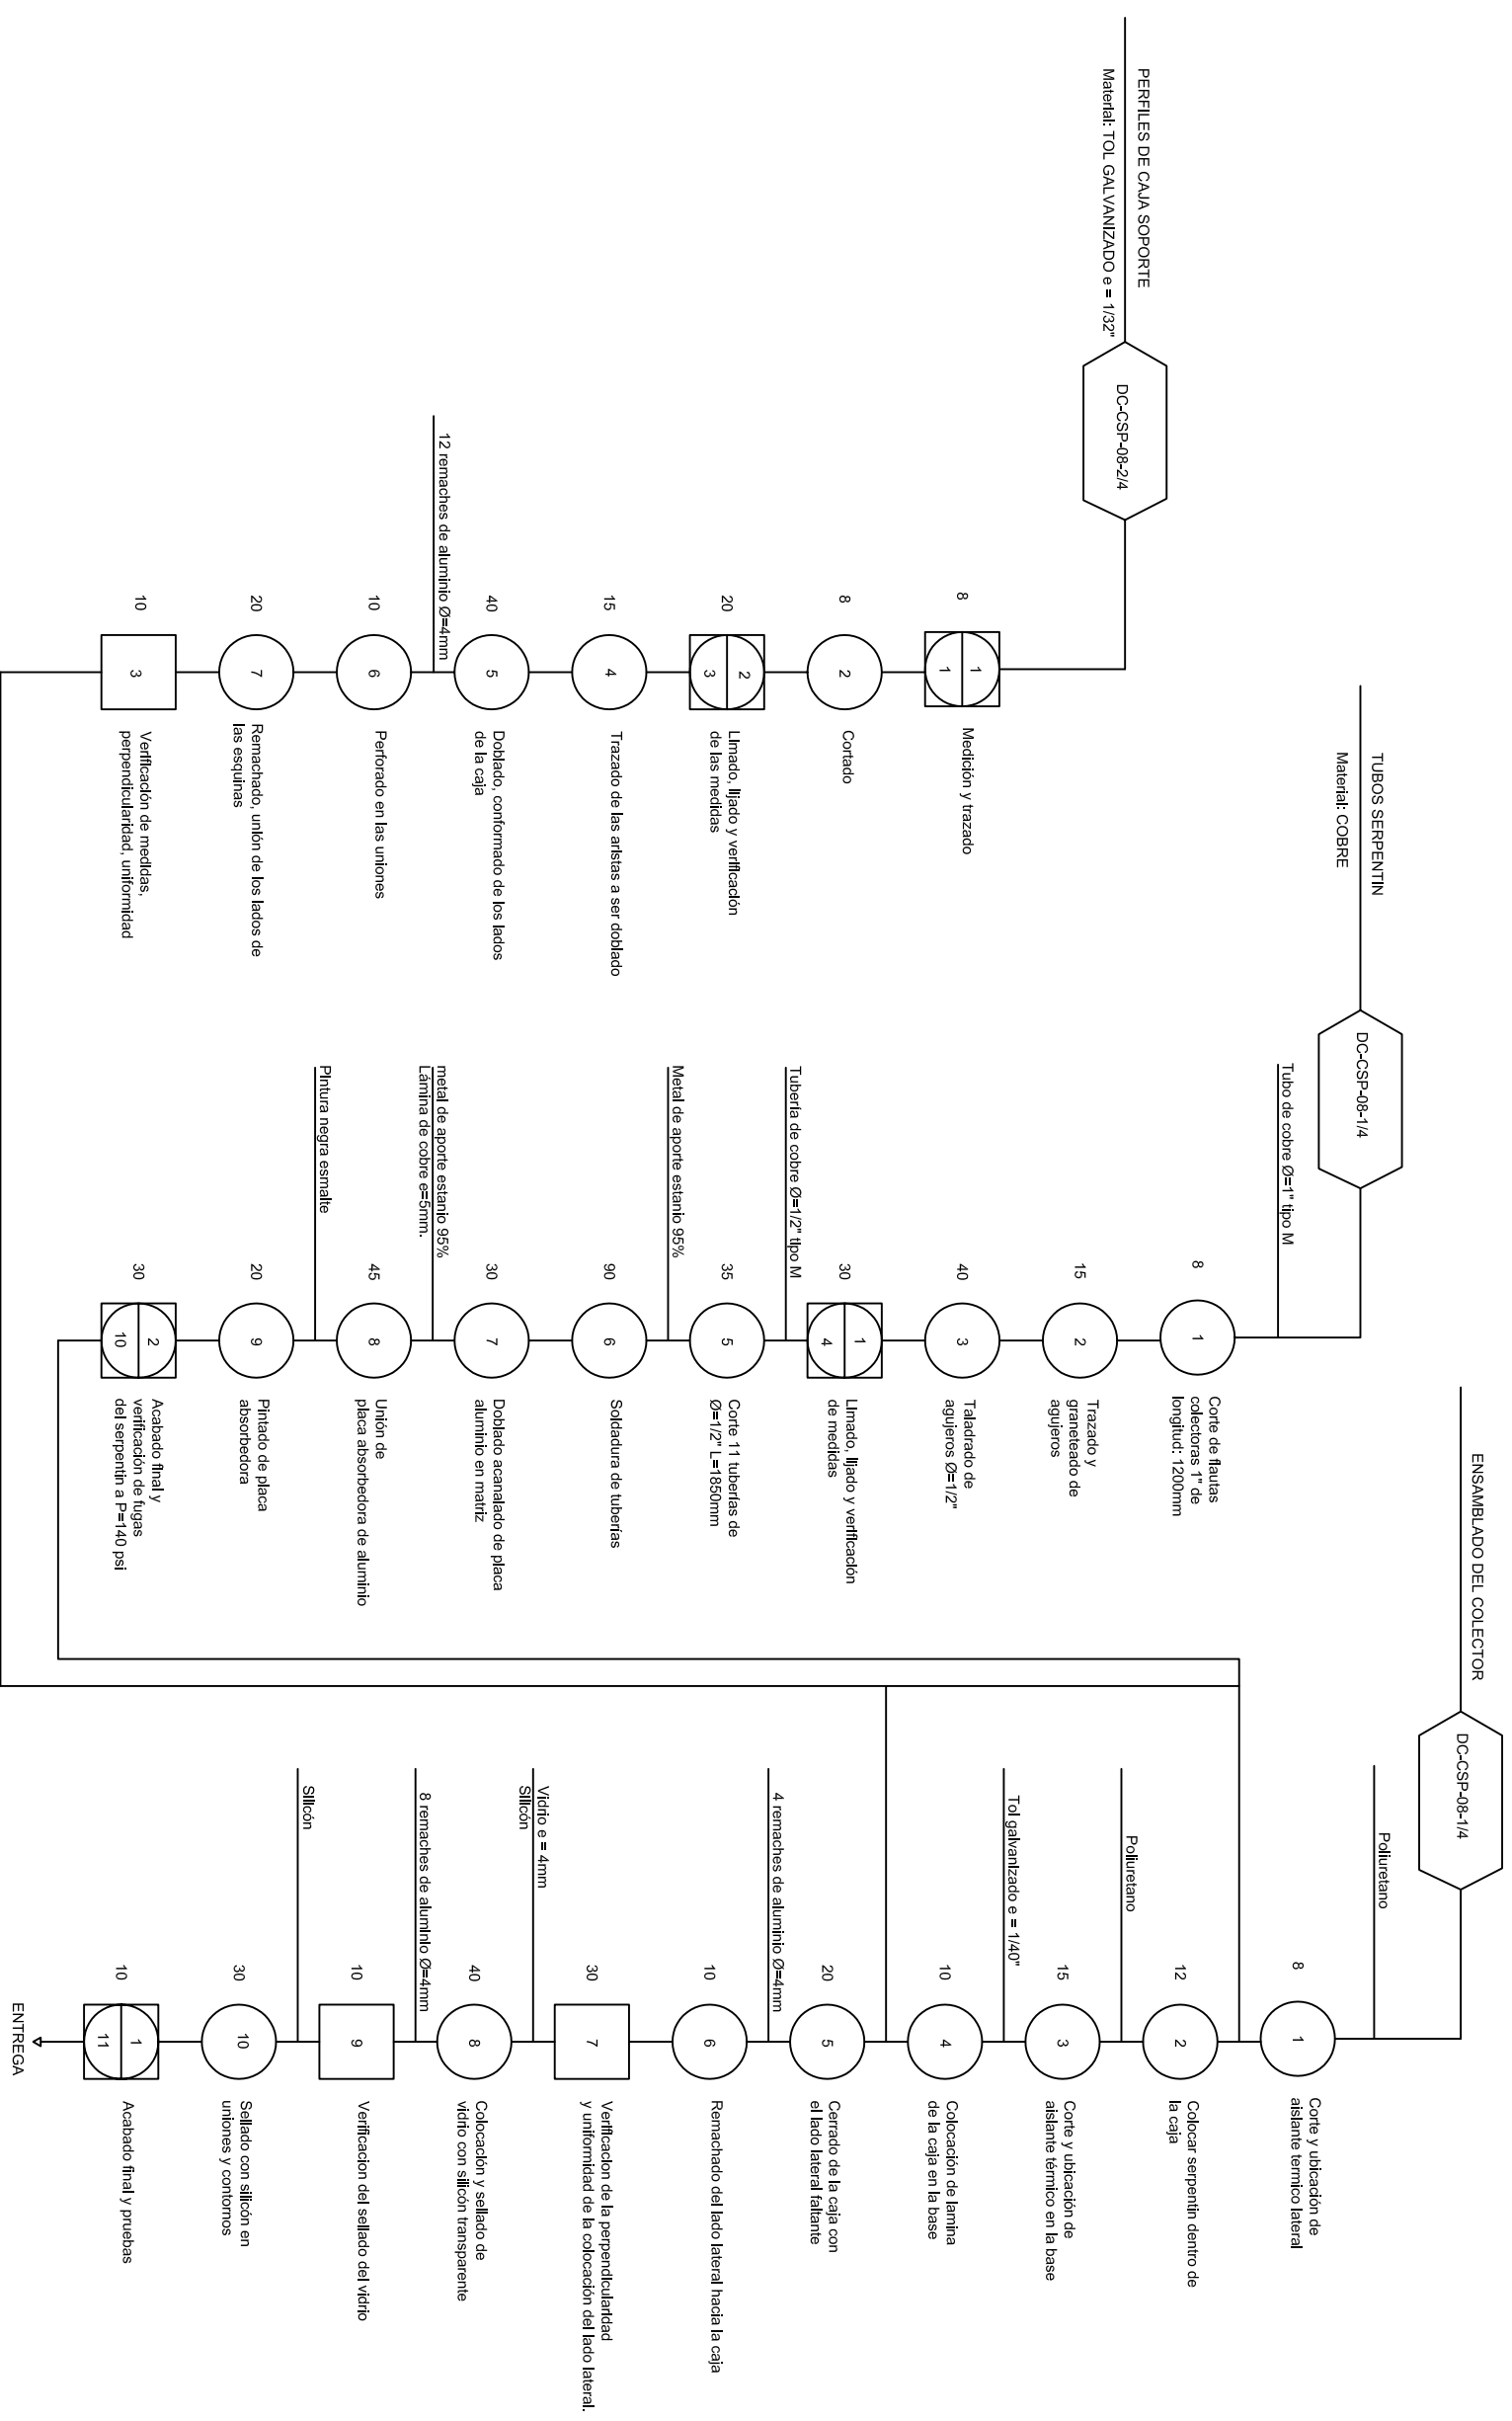 PERFILES DE CAJA SOPORTE
Material: TOL GALVANIZADO e = 1/32"
DC-CSP-08-2/4
8
1
1
Medición y trazado
8
2
Cortado
20
2
3
Limado, lijado y verificación
de las medidas
15
4
Trazado de las aristas a ser doblado
40
5
Doblado, conformado de los lados
de la caja
12 remaches de aluminio Ø=4mm
10
6
Perforado en las uniones
20
7
Remachado, unión de los lados de
las esquinas
10
3
Verificación de medidas,
perpendicularidad, uniformidad
TUBOS SERPENTIN
Material: COBRE
DC-CSP-08-1/4
Tubo de cobre Ø=1" tipo M
8
1
Corte de flautas
colectoras 1" de
longitud: 1200mm
15
2
Trazado y
graneteado de
agujeros
40
3
Taladrado de
agujeros Ø=1/2"
30
1
4
Limado, lijado y verificación
de medidas
Tubería de cobre Ø=1/2" tipo M
35
5
Corte 11 tuberías de
Ø=1/2" L=1850mm
Metal de aporte estanio 95%
90
6
Soldadura de tuberías
30
7
Doblado acanalado de placa
aluminio en matriz
metal de aporte estanio 95%
Lámina de cobre e=5mm.
45
8
Unión de
placa absorbedora de aluminio
Pintura negra esmalte
20
9
Pintado de placa
absorbedora
30
2
10
Acabado final y
verificación de fugas
del serpentin a P=140 psi
ENSAMBLADO DEL COLECTOR
DC-CSP-08-1/4
Poliuretano
8
1
Corte y ubicación de
aislante termico lateral
12
2
Colocar serpentin dentro de
la caja
Poliuretano
15
3
Corte y ubicación de
aislante térmico en la base
Tol galvanizado e = 1/40"
10
4
Colocación de lamina
de la caja en la base
20
5
Cerrado de la caja con
el lado lateral faltante
4 remaches de aluminio Ø=4mm
10
6
Remachado del lado lateral hacia la caja
30
7
Verificacion de la perpendicularidad
y uniformidad de la colocación del lado lateral.
Vidrio e = 4mm
Silicón
40
8
Colocación y sellado de
vidrio con silicón transparente
8 remaches de aluminio Ø=4mm
10
9
Verificacion del sellado del vidrio
Silicón
30
10
Sellado con silicón en
uniones y contornos
10
1
11
Acabado final y pruebas
ENTREGA